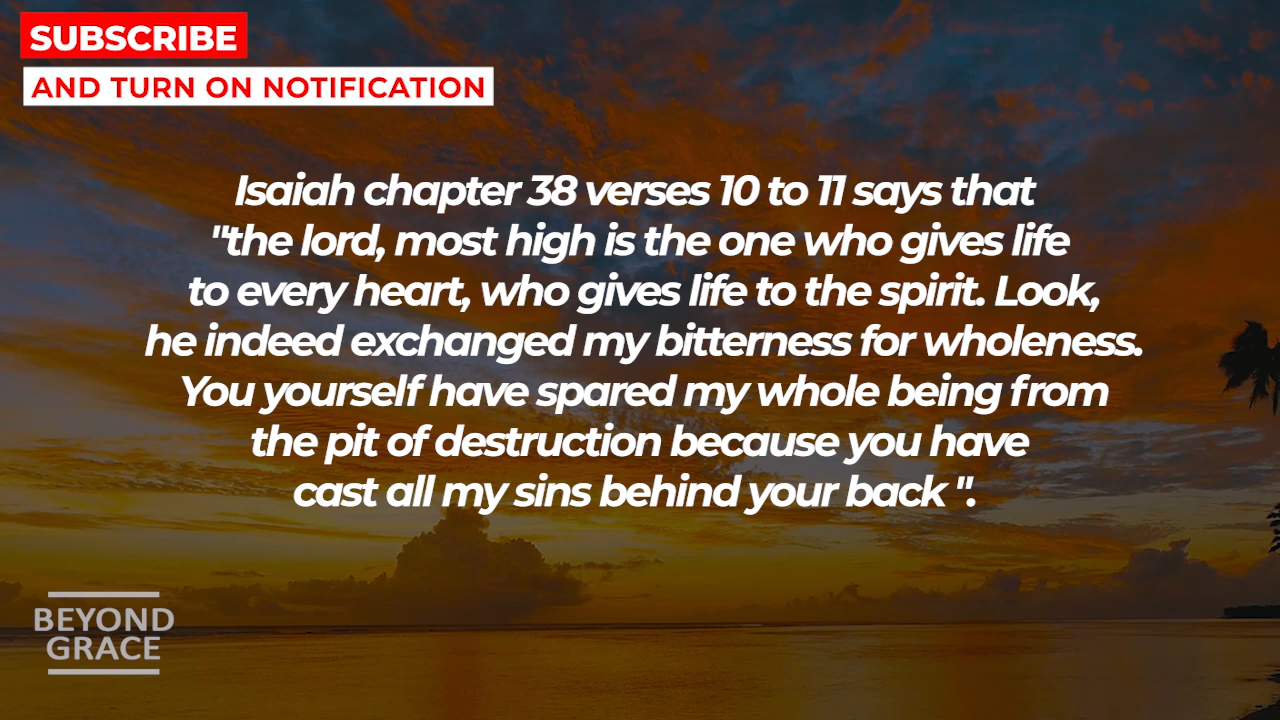 SUBSCRIBE
AND TURN ON NOTIFICATION
Isaiah chapter 38 verses 10 to 11 says that
"the lord, most high is the one who gives life
to every heart, who gives life to the spirit. Look,
he indeed exchanged my bitterness for wholeness.
You yourself have spared my whole being from
the pit of destruction because you have
cast all my sins behind your back ".
BEYOND
GRACE